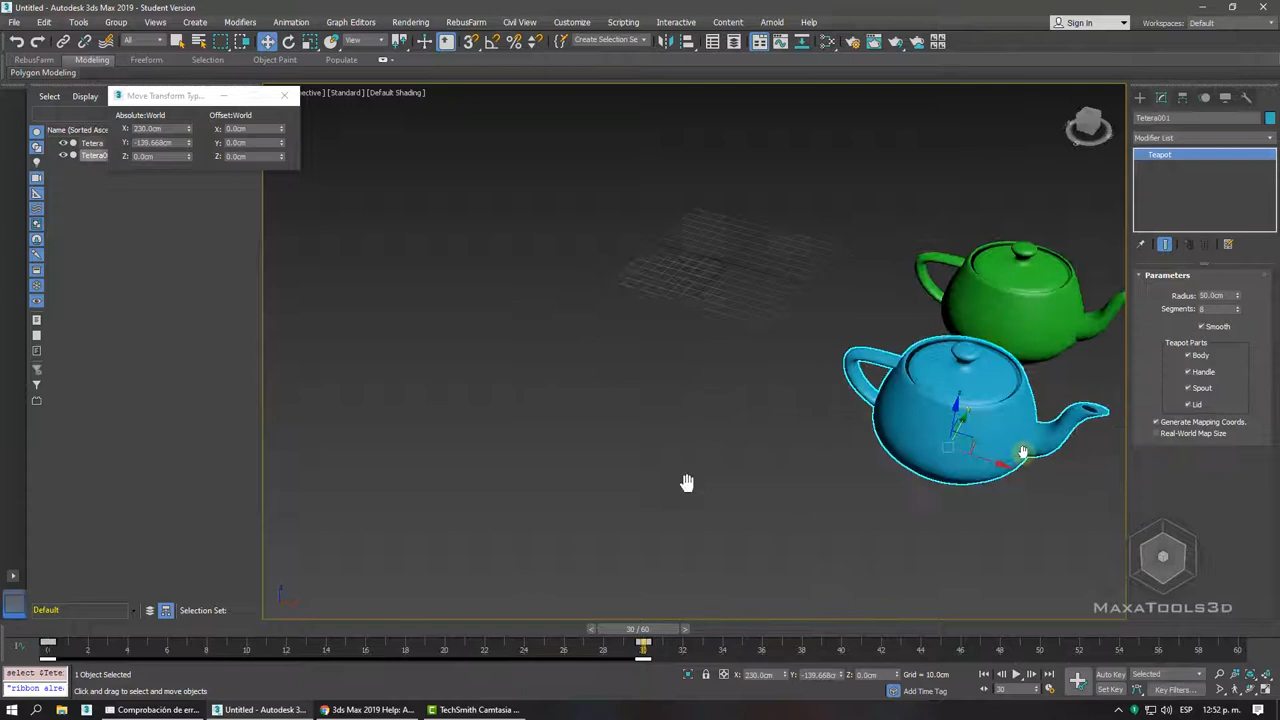 Untitled - Autodesk 3ds Max 2019 - Student Version
File Edit Tools Group Views Create Modifiers Animation Graph Editors Rendering RebusFarm Civil View Customize Scripting Interactive Content Arnold Help
Sign In Workspaces: Default
All View Create Selection Se
RebusFarm Modeling Freeform Selection Object Paint Populate
Polygon Modeling
Select Display Move Transform Typ... ective ] [Standard ] [Default Shading ]
Absolute:World Offset:World
Name (Sorted Asce X: 230.0cm X: 0.0cm
Tetera Y: -139.668cm Y: 0.0cm
Tetera0 Z: 0.0cm Z: 0.0cm
Tetera001
Modifier List
Teapot
Parameters
Radius: 50.0cm
Segments: 8
Smooth
Teapot Parts
Body
Handle
Spout
Lid
Generate Mapping Coords.
Real-World Map Size
MAXATOOLS3D
Default Selection Set:
30 / 60
0 2 4 6 8 10 12 14 16 18 20 22 24 26 28 30 32 34 36 38 40 42 44 46 48 50 52 54 56 58 60
select $Tete 1 Object Selected X: 230.0cm Y: -139.668cm Z: 0.0cm Grid = 10.0cm Auto Key Selected
"ribbon alre Click and drag to select and move objects Add Time Tag 30 Set Key Key Filters...
Comprobación de err... Untitled - Autodesk 3... 3ds Max 2019 Help: A... TechSmith Camtasia ... ESP 12:52 p. m.